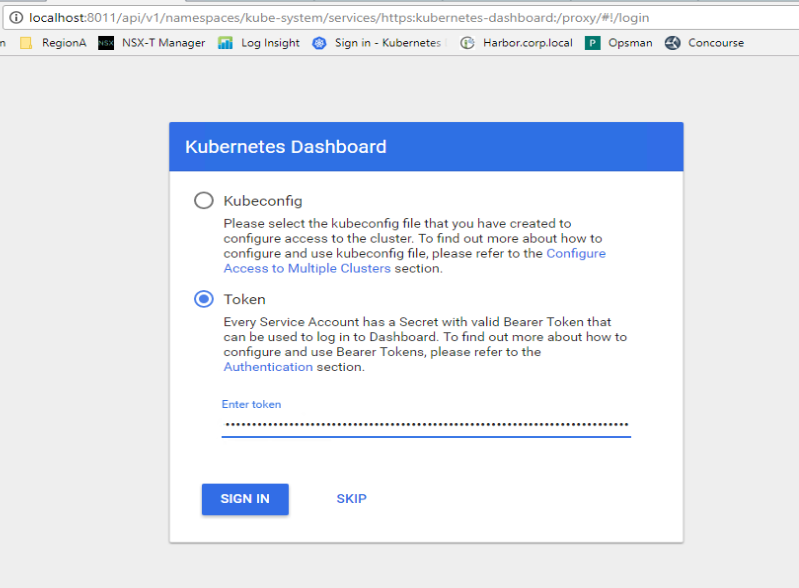 localhost:8011/api/v1/namespaces/kube-system/services/https:kubernetes-dashboard:/proxy/#!/login
RegionA NSX NSX-T Manager Log Insight Sign in - Kubernetes Harbor.corp.local P Opsman Concourse
Kubernetes Dashboard
Kubeconfig
Please select the kubeconfig file that you have created to
configure access to the cluster. To find out more about how to
configure and use kubeconfig file, please refer to the Configure
Access to Multiple Clusters section.
Token
Every Service Account has a Secret with valid Bearer Token that
can be used to log in to Dashboard. To find out more about how to
configure and use Bearer Tokens, please refer to the
Authentication section.
Enter token
SIGN IN SKIP